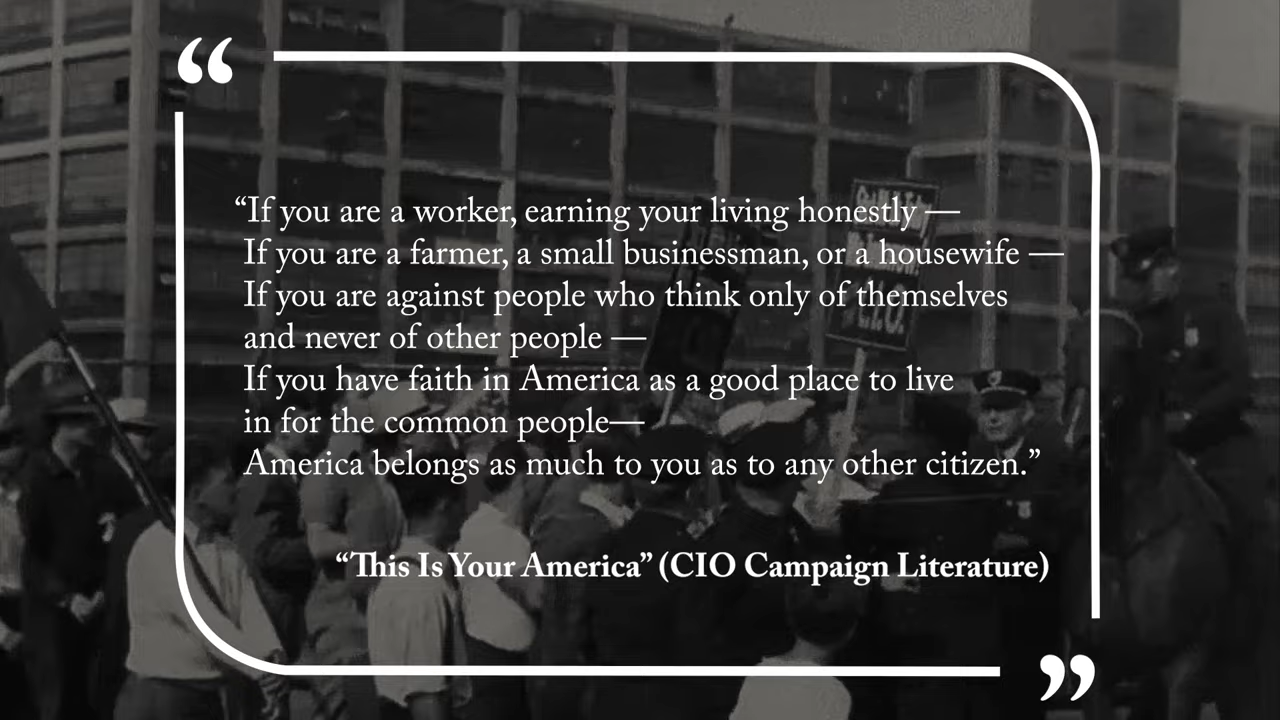 “
“If you are a worker, earning your living honestly —
If you are a farmer, a small businessman, or a housewife —
If you are against people who think only of themselves
and never of other people —
If you have faith in America as a good place to live
in for the common people—
America belongs as much to you as to any other citizen.”
“This Is Your America” (CIO Campaign Literature)
”
C.I.O.